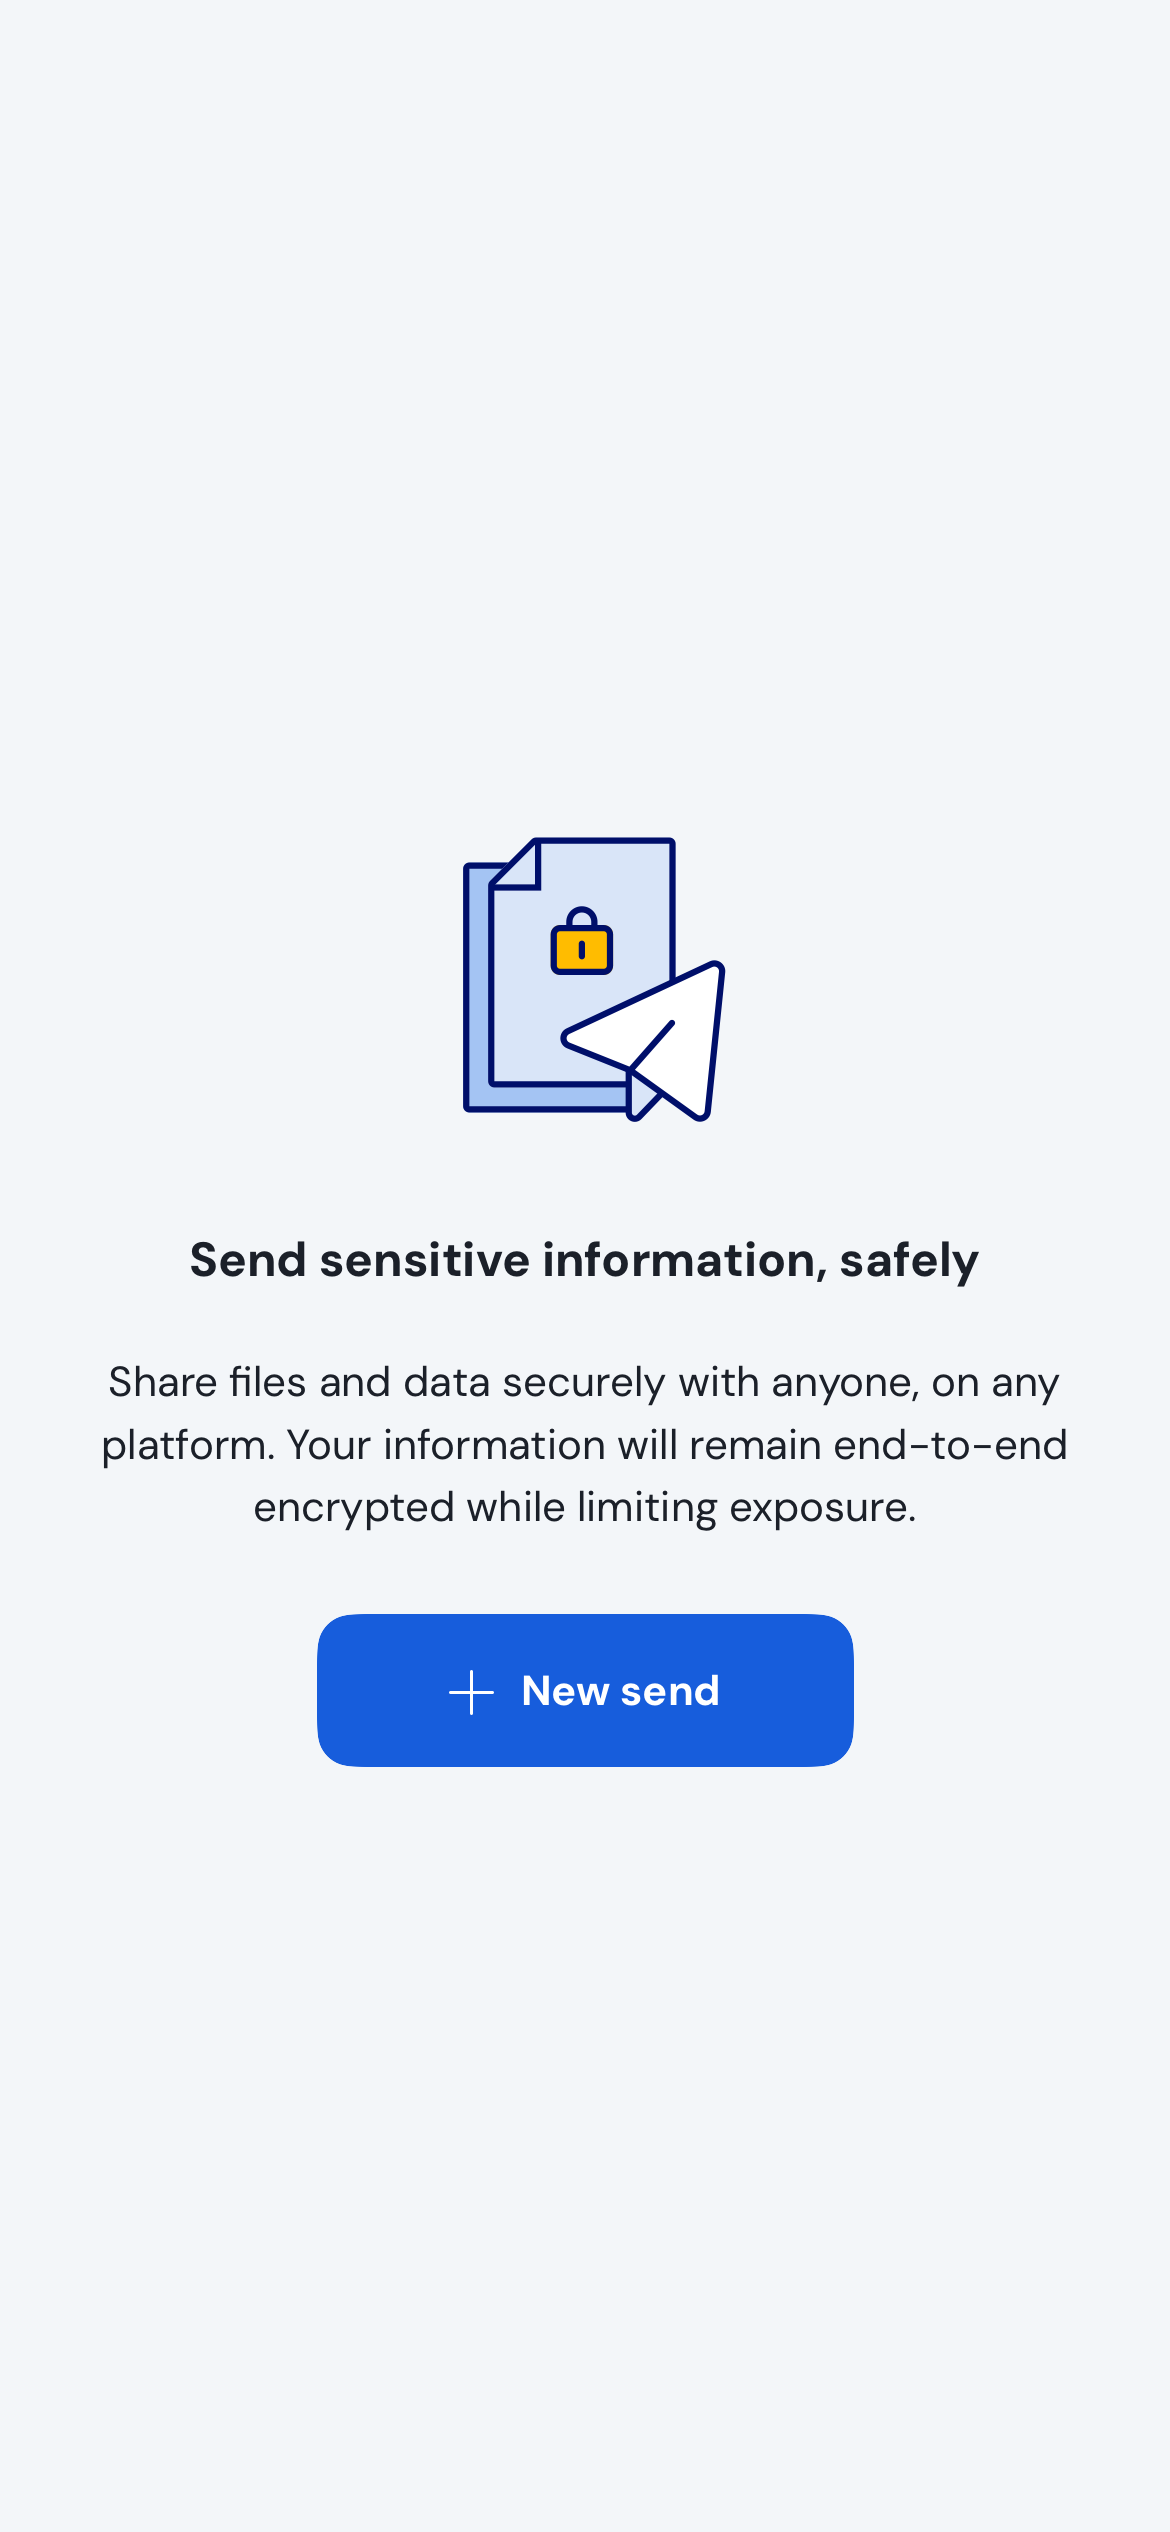 Send sensitive information, safely
Share files and data securely with anyone, on any
platform. Your information will remain end-to-end
encrypted while limiting exposure.
New send